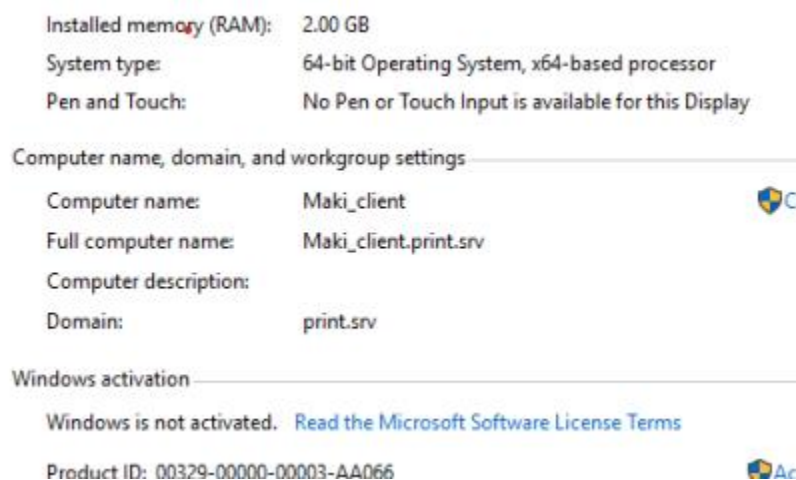 Installed memory (RAM): 2.00 GB
System type: 64-bit Operating System, x64-based processor
Pen and Touch: No Pen or Touch Input is available for this Display
Computer name, domain, and workgroup settings
Computer name: Maki_client
Full computer name: Maki_client.print.srv
Computer description:
Domain: print.srv
Windows activation
Windows is not activated. Read the Microsoft Software License Terms
Product ID: 00329-00000-00003-AA066